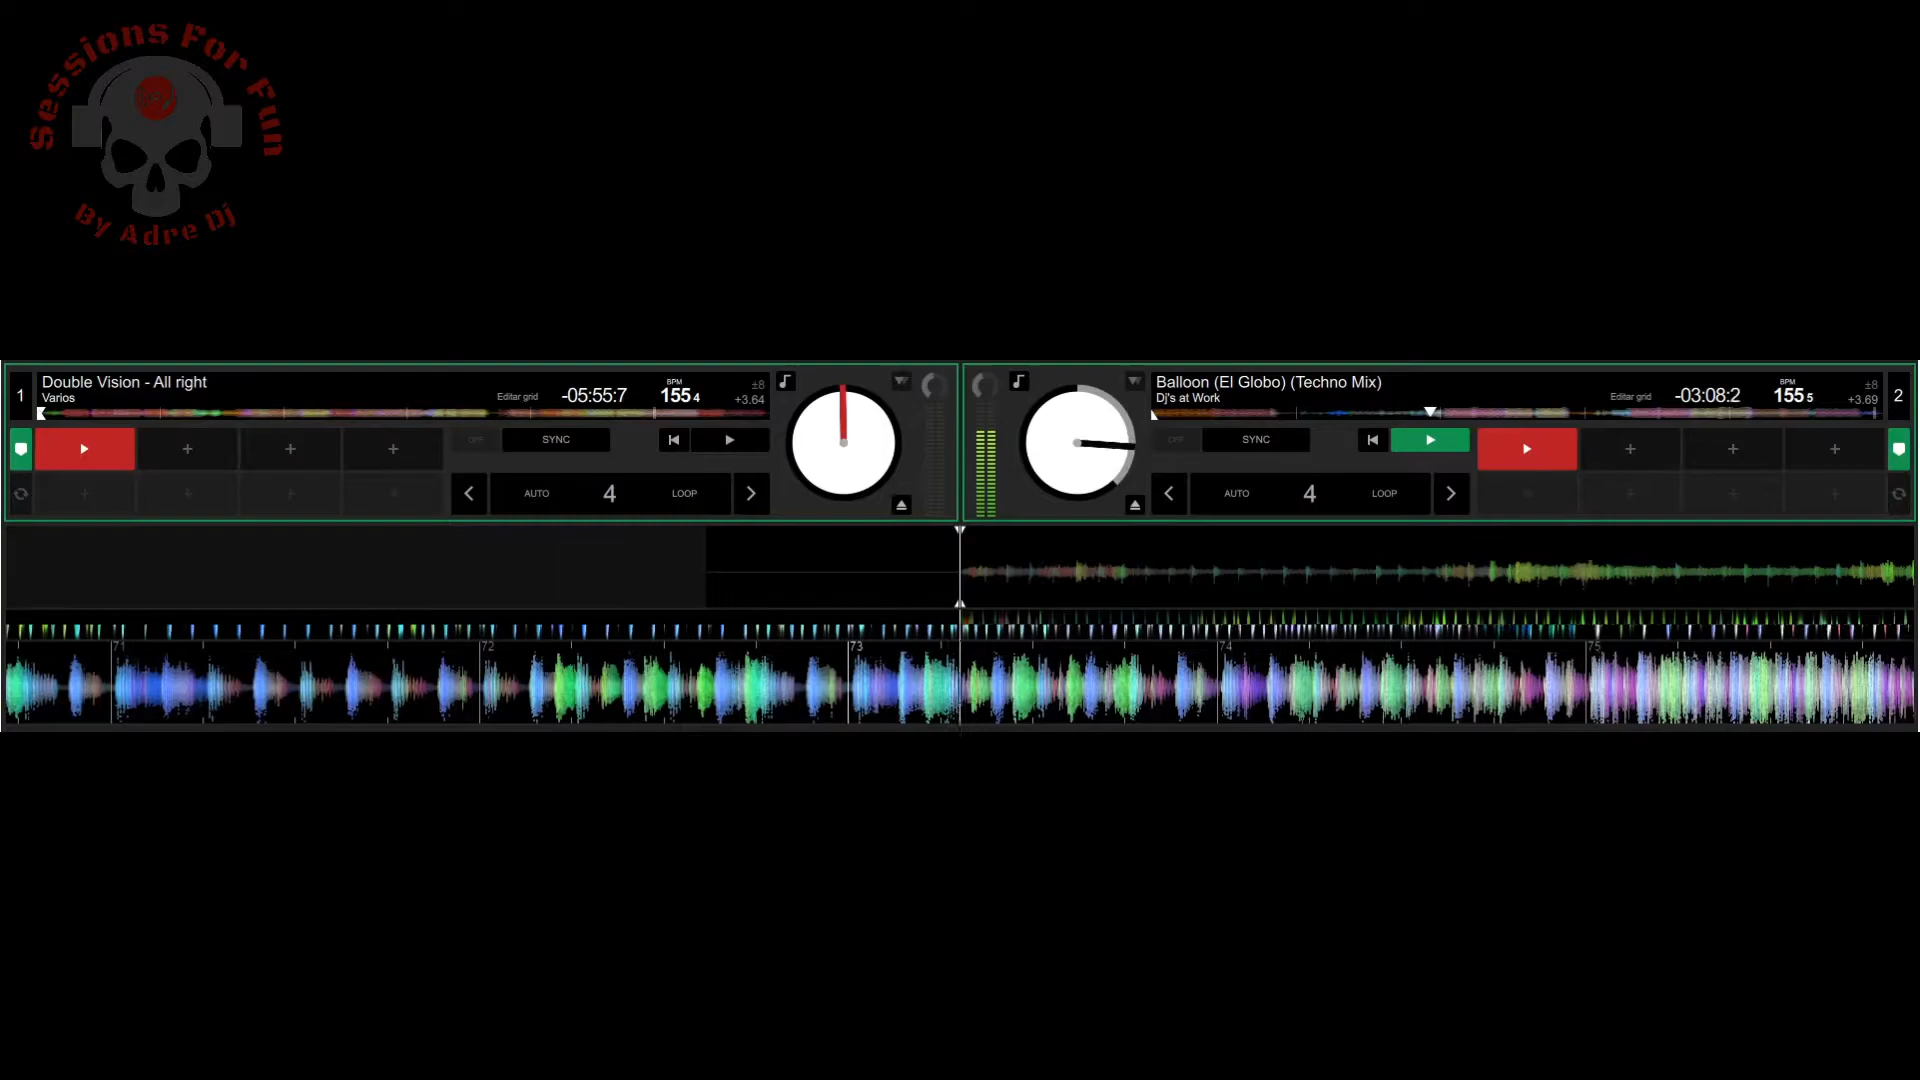 Sessions For Fun
By Adre Dj
1
Double Vision - All right
Varios
Editar grid
-05:55:7
BPM
155 4
±8
+3.64
OFF
SYNC
AUTO
4
LOOP
Balloon (El Globo) (Techno Mix)
Dj's at Work
Editar grid
-03:08:2
BPM
155 5
±8
+3.69
2
OFF
SYNC
AUTO
4
LOOP
71
72
73
74
75